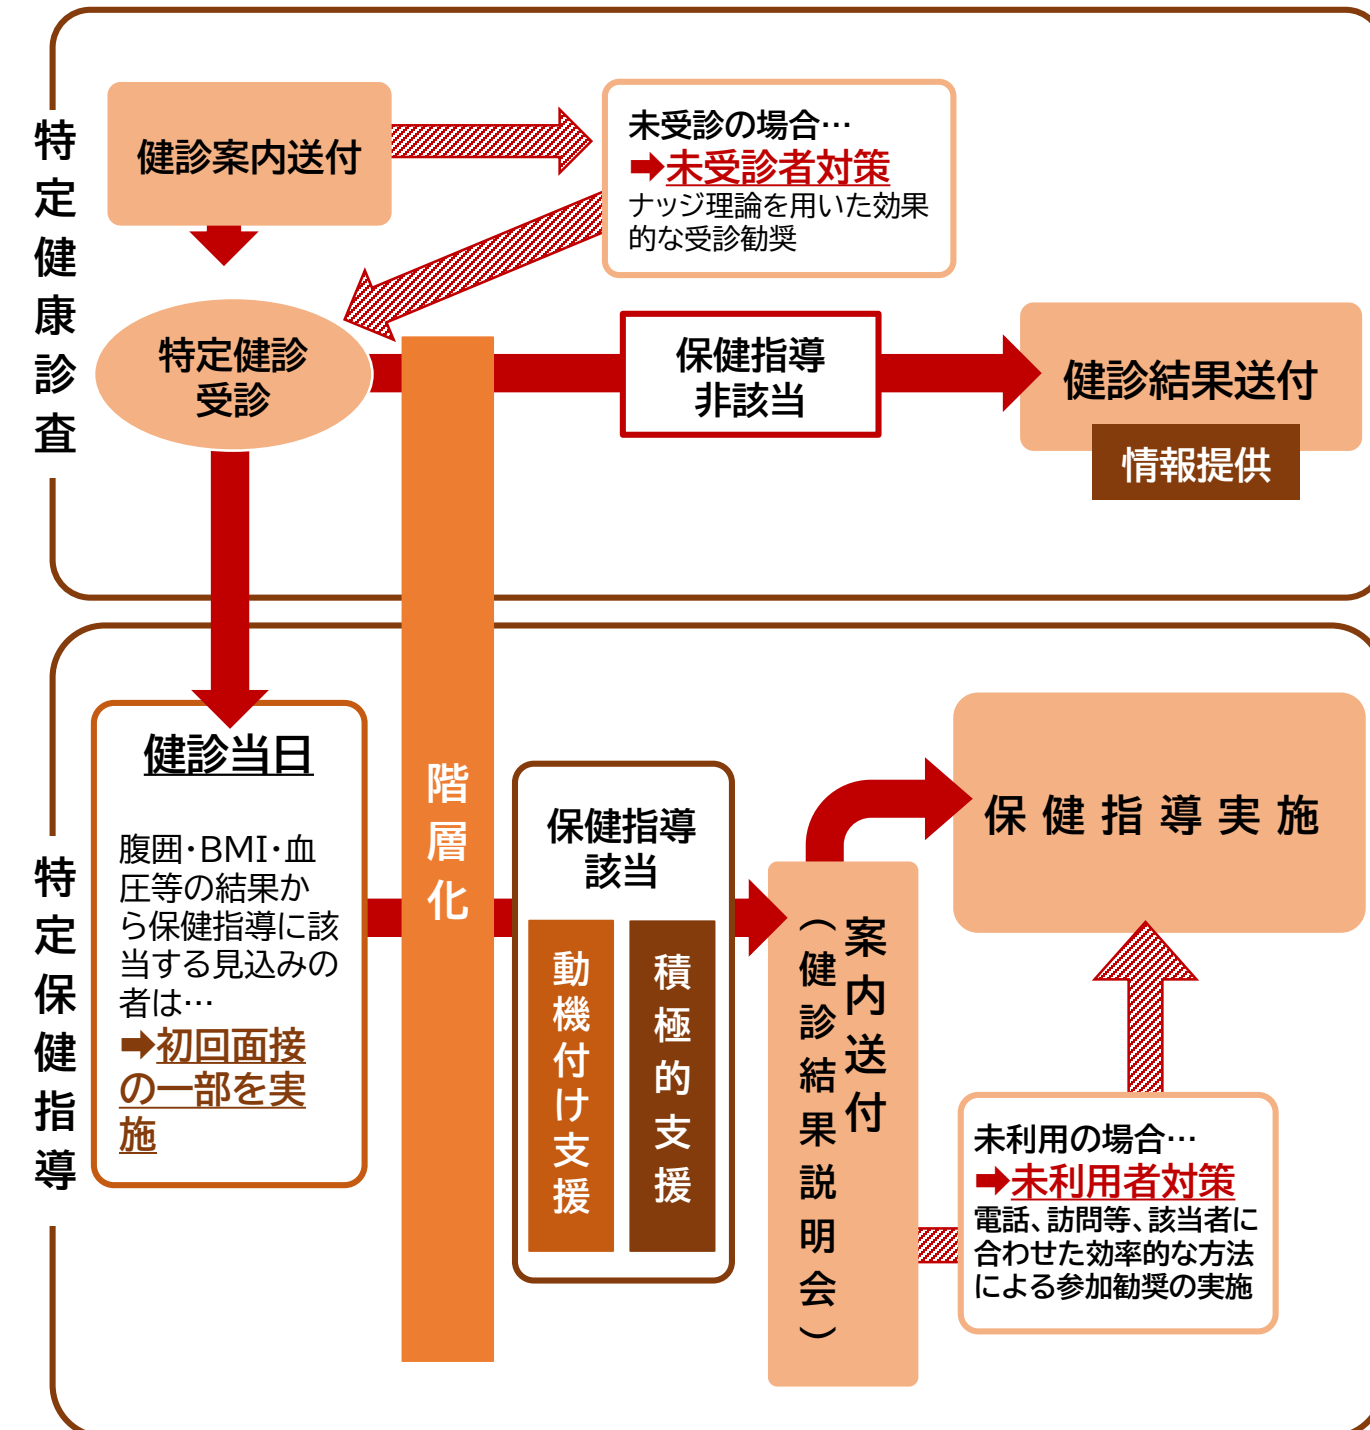 特定健康診査
健診案内送付
未受診の場合…
➡未受診者対策
ナッジ理論を用いた効果
的な受診勧奨
特定健診
受診
保健指導
非該当
健診結果送付
情報提供
階層化
特定保健指導
健診当日
腹囲・BMI・血
圧等の結果か
ら保健指導に該
当する見込みの
者は…
➡初回面接
の一部を実
施
保健指導
該当
動機付け支援
積極的支援
案内送付
（健診結果説明会）
保健指導実施
未利用の場合…
➡未利用者対策
電話、訪問等、該当者に
合わせた効率的な方法
による参加勧奨の実施